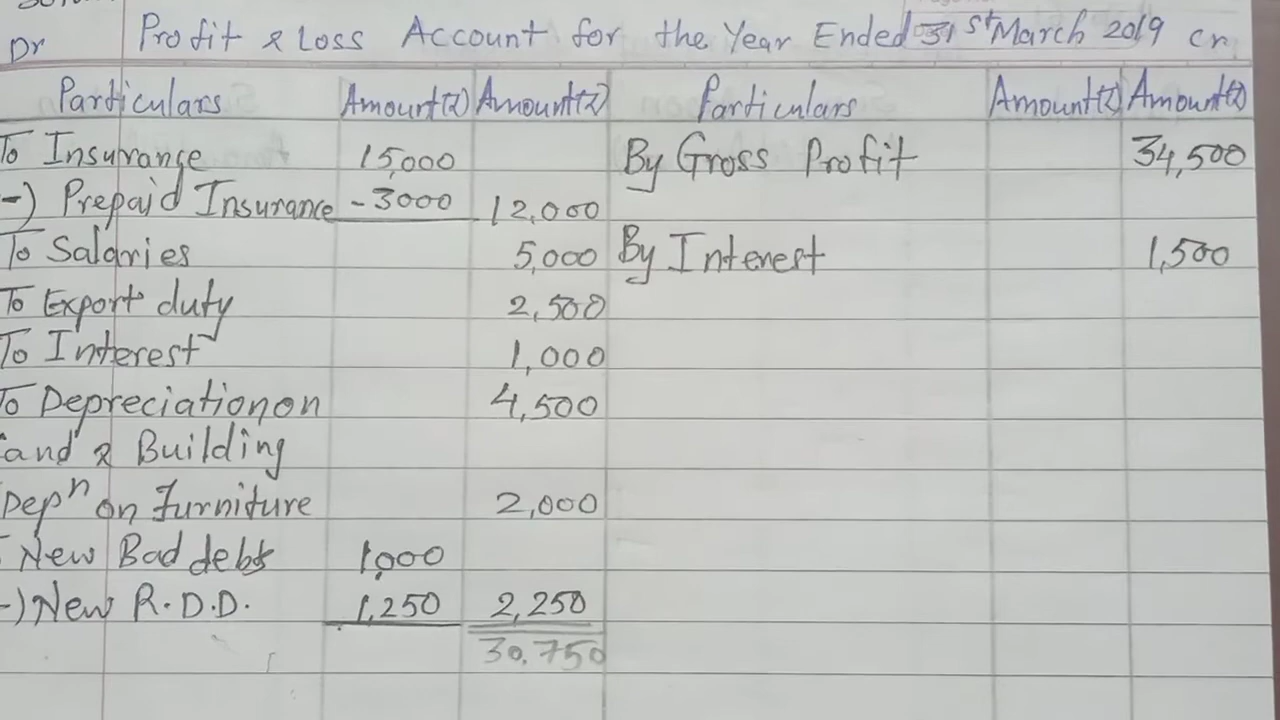 Profit & Loss Account for the Year Ended 31st March 2019
Dr Cr
Particulars Amount(₹) Amount(₹) Particulars Amount(₹) Amount(₹)
To Insurance 15,000 By Gross Profit 34,500
-) Prepaid Insurance - 3000 12,000
To Salaries 5,000 By Interest 1,500
To Export duty 2,500
To Interest 1,000
To Depreciation on 4,500
and & Building
Depn on Furniture 2,000
New Bad debts 1,000
-) New R.D.D. 1,250 2,250
30,750